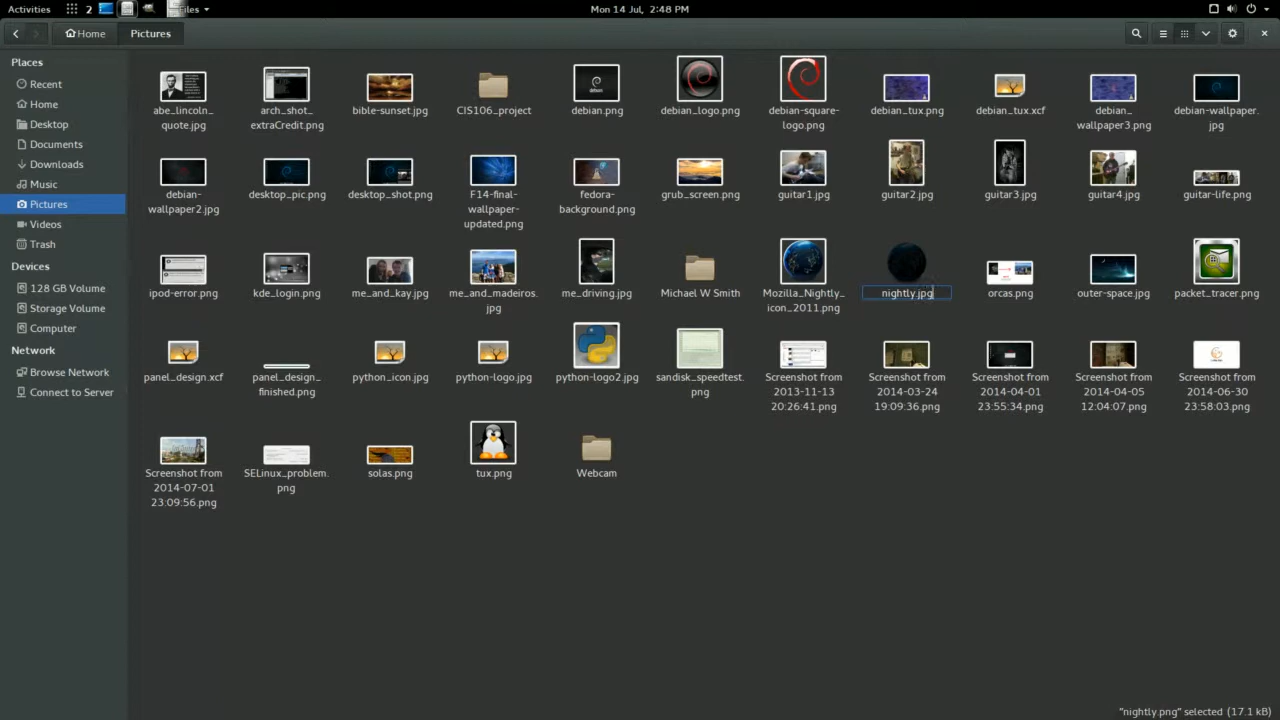 Activities 2 Files Mon 14 Jul, 2:48 PM
Home Pictures
Places
Recent
Home
Desktop
Documents
Downloads
Music
Pictures
Videos
Trash
Devices
128 GB Volume
Storage Volume
Computer
Network
Browse Network
Connect to Server
abe_lincoln_
quote.jpg
arch_shot_
extraCredit.png
bible-sunset.jpg
CIS106_project
debian.png
debian_logo.png
debian-square-
logo.png
debian_tux.png
debian_tux.xcf
debian_
wallpaper3.png
debian-wallpaper.
jpg
debian-
wallpaper2.jpg
desktop_pic.png
desktop_shot.png
F14-final-
wallpaper-
updated.png
fedora-
background.png
grub_screen.png
guitar1.jpg
guitar2.jpg
guitar3.jpg
guitar4.jpg
guitar-life.png
ipod-error.png
kde_login.png
me_and_kay.jpg
me_and_madeiros.
jpg
me_driving.jpg
Michael W Smith
Mozilla_Nightly_
icon_2011.png
nightly.jpg
orcas.png
outer-space.jpg
packet_tracer.png
panel_design.xcf
panel_design_
finished.png
python_icon.jpg
python-logo.jpg
python-logo2.jpg
sandisk_speedtest.
png
Screenshot from
2013-11-13
20:26:41.png
Screenshot from
2014-03-24
19:09:36.png
Screenshot from
2014-04-01
23:55:34.png
Screenshot from
2014-04-05
12:04:07.png
Screenshot from
2014-06-30
23:58:03.png
Screenshot from
2014-07-01
23:09:56.png
SELinux_problem.
png
solas.png
tux.png
Webcam
"nightly.png" selected (17.1 kB)